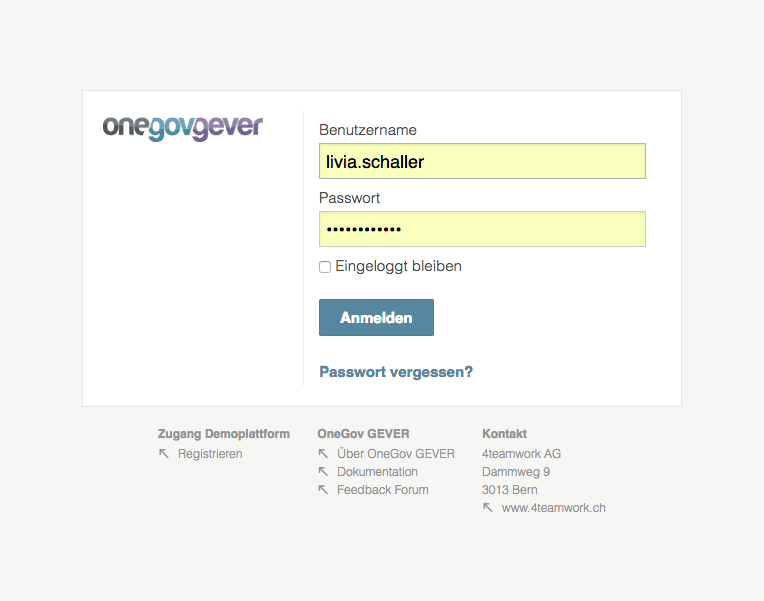 onegovgever
Benutzername
livia.schaller
Passwort
••••••••••••
Eingeloggt bleiben
Anmelden
Passwort vergessen?
Zugang Demoplattform
Registrieren
OneGov GEVER
Über OneGov GEVER
Dokumentation
Feedback Forum
Kontakt
4teamwork AG
Dammweg 9
3013 Bern
www.4teamwork.ch